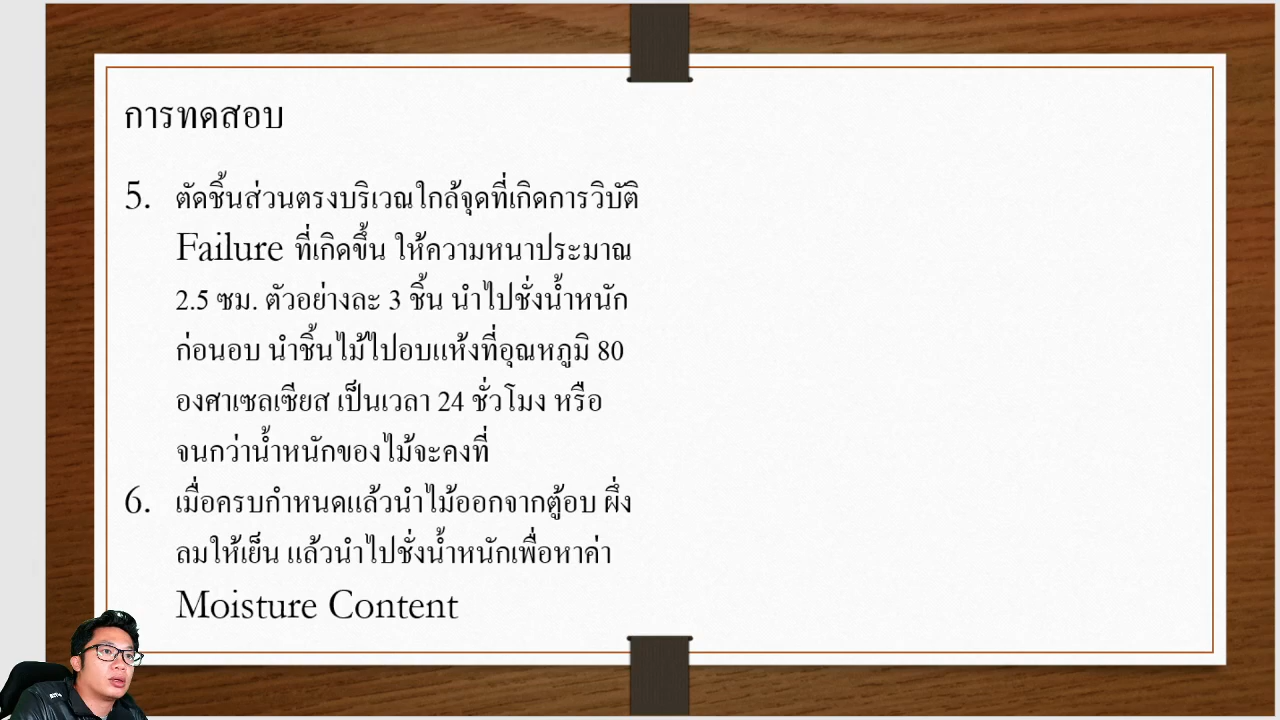 การทดสอบ
5. ตัดชิ้นส่วนตรงบริเวณใกล้จุดที่เกิดการวิบัติ
Failure ที่เกิดขึ้น ให้ความหนาประมาณ
2.5 ซม. ตัวอย่างละ 3 ชิ้น นำไปชั่งน้ำหนัก
ก่อนอบ นำชิ้นไม้ไปอบแห้งที่อุณหภูมิ 80
องศาเซลเซียส เป็นเวลา 24 ชั่วโมง หรือ
จนกว่าน้ำหนักของไม้จะคงที่
6. เมื่อครบกำหนดแล้วนำไม้ออกจากตู้อบ ผึ่ง
ลมให้เย็น แล้วนำไปชั่งน้ำหนักเพื่อหาค่า
Moisture Content